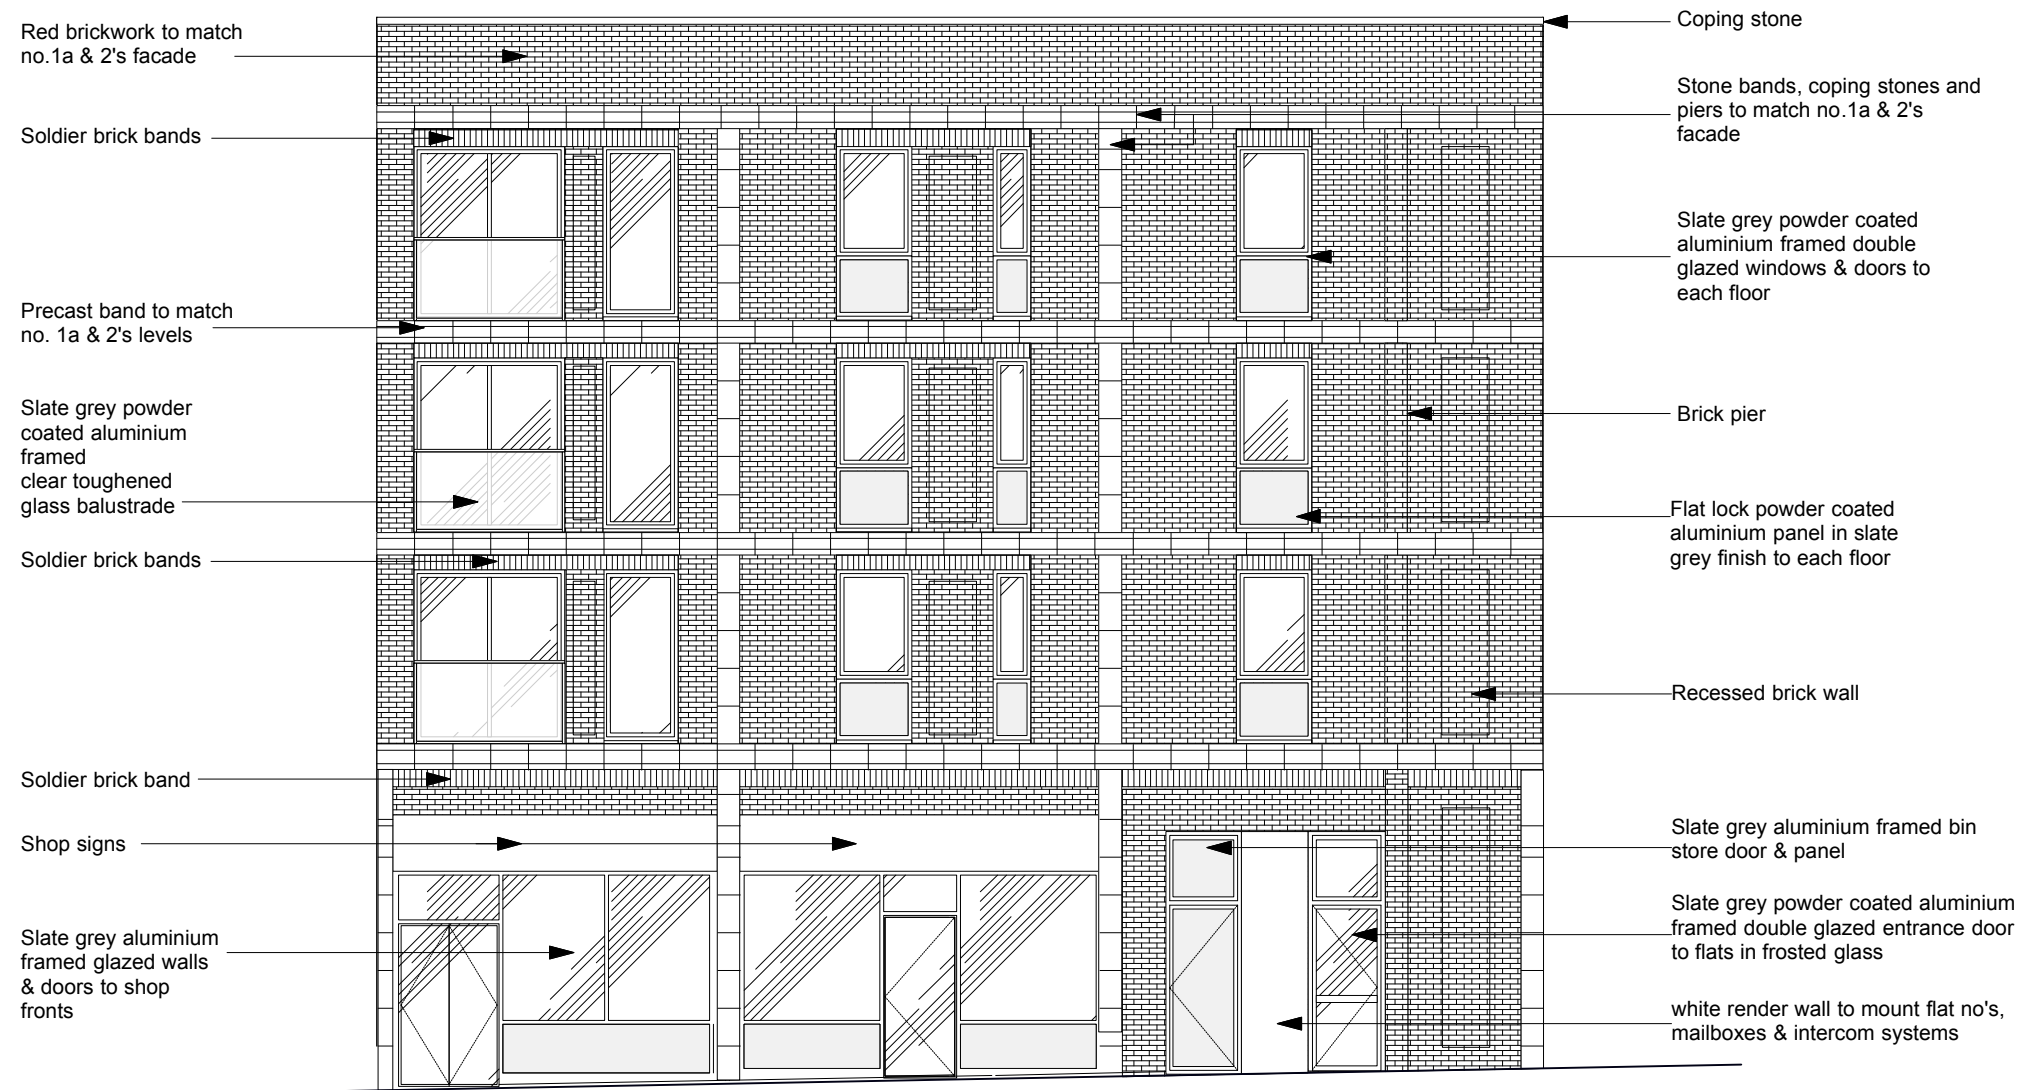 Red brickwork to match
no.1a & 2's facade
Soldier brick bands
Precast band to match
no. 1a & 2's levels
Slate grey powder
coated aluminium
framed
clear toughened
glass balustrade
Soldier brick bands
Soldier brick band
Shop signs
Slate grey aluminium
framed glazed walls
& doors to shop
fronts
Coping stone
Stone bands, coping stones and
piers to match no.1a & 2's
facade
Slate grey powder coated
aluminium framed double
glazed windows & doors to
each floor
Brick pier
Flat lock powder coated
aluminium panel in slate
grey finish to each floor
Recessed brick wall
Slate grey aluminium framed bin
store door & panel
Slate grey powder coated aluminium
framed double glazed entrance door
to flats in frosted glass
white render wall to mount flat no's,
mailboxes & intercom systems